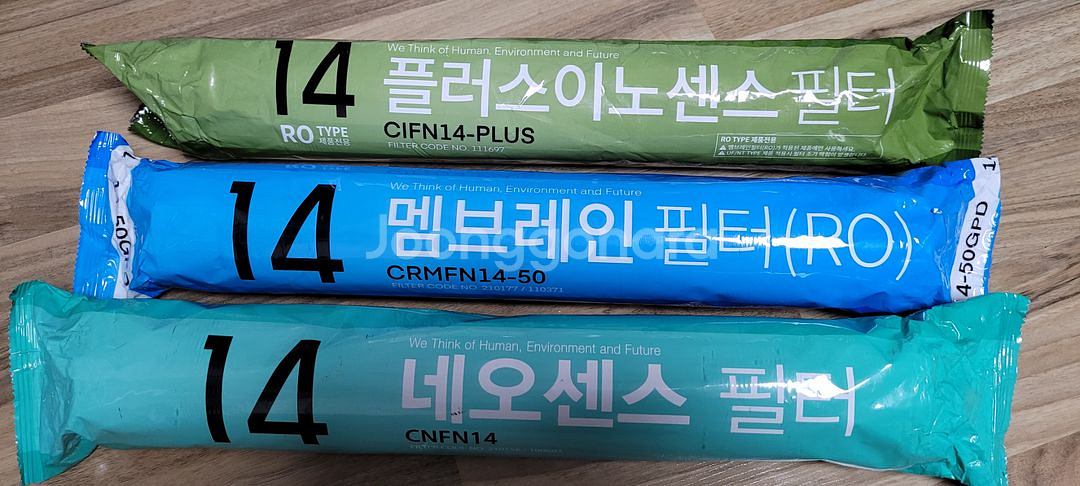 14
We Think of Human, Environment and Future
플러스이노센스 필터
RO TYPE
제품전용
CIFN14-PLUS
FILTER CODE NO. 111697
RO TYPE 제품전용
14
We Think of Human, Environment and Future
멤브레인 필터(RO)
CRMFN14-50
FILTER CODE NO. 210177 / 110371
4-50GPD
14
Joonggonara
14
We Think of Human, Environment and Future
네오센스 필터
CNFN14